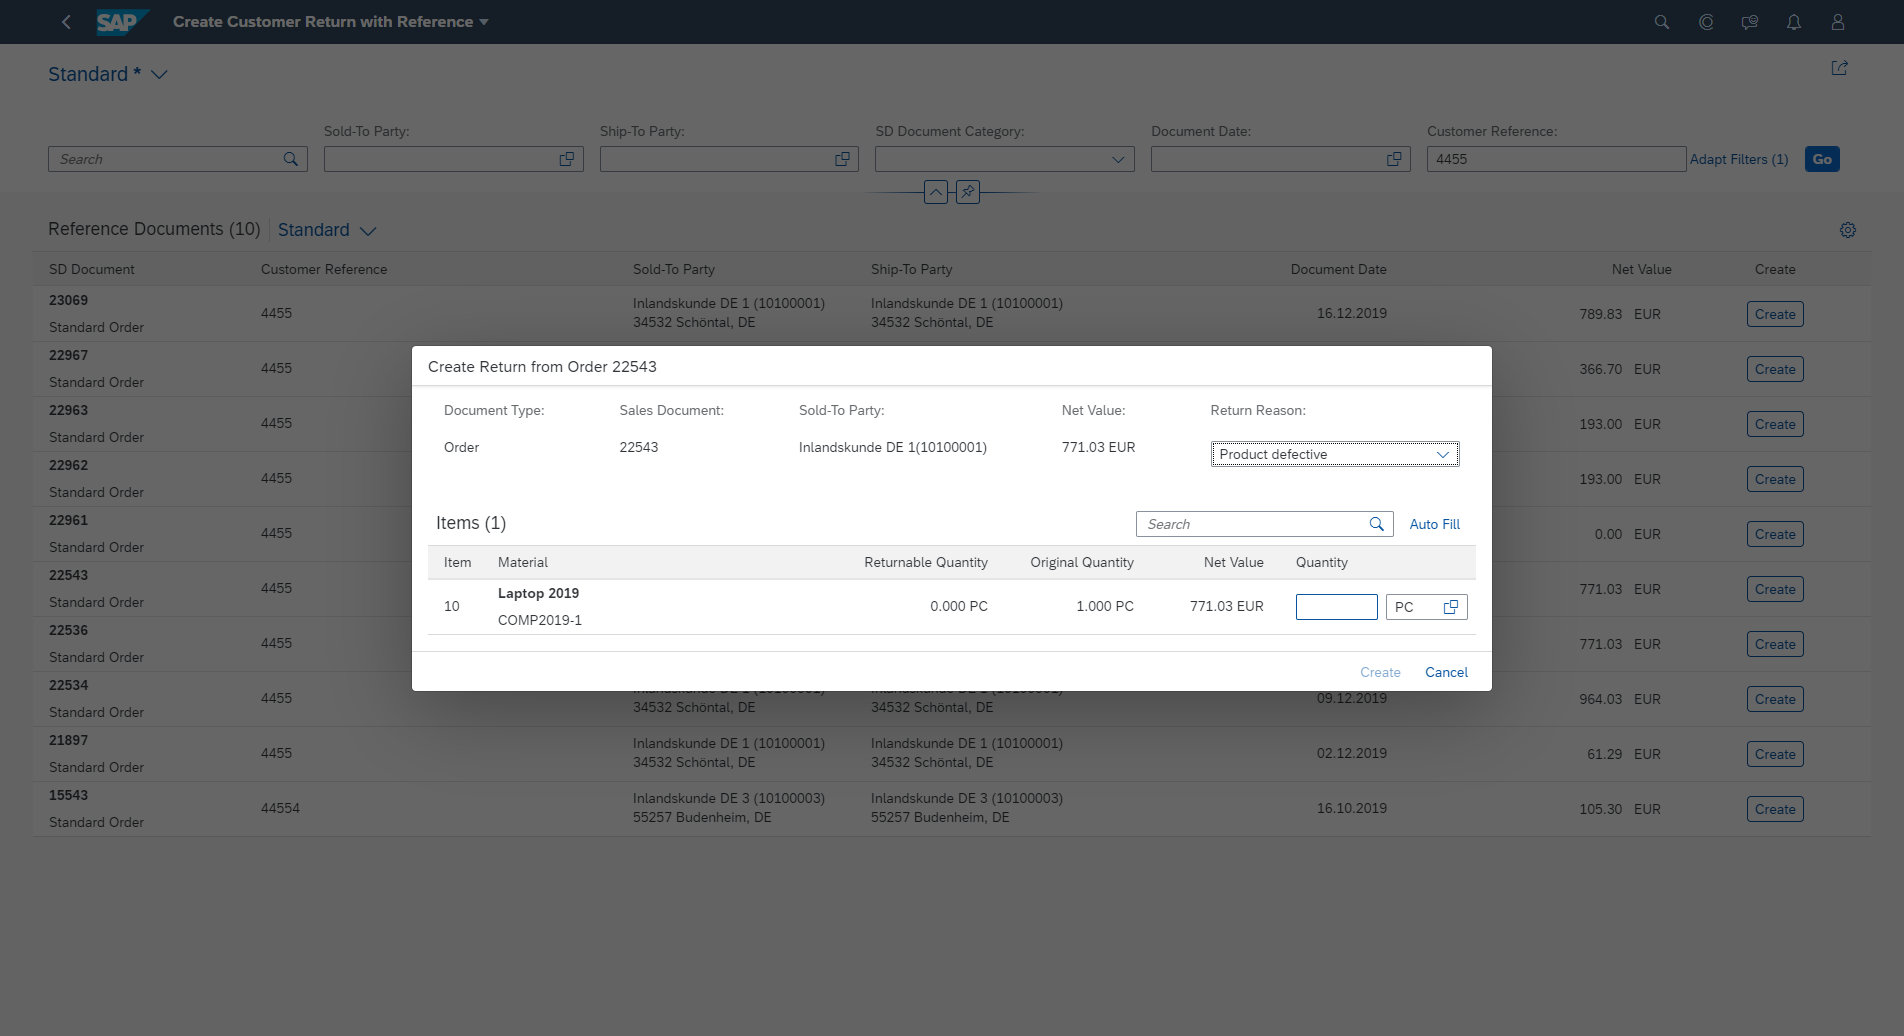 SAP Create Customer Return with Reference
Standard *
Sold-To Party: Ship-To Party: SD Document Category: Document Date: Customer Reference:
Search 4455 Adapt Filters (1) Go
Reference Documents (10) Standard
SD Document Customer Reference Sold-To Party Ship-To Party Document Date Net Value Create
23069 Standard Order 4455 Inlandskunde DE 1 (10100001) 34532 Schöntal, DE Inlandskunde DE 1 (10100001) 34532 Schöntal, DE 16.12.2019 789.83 EUR Create
22967 Standard Order 4455 366.70 EUR Create
22963 Standard Order 4455 193.00 EUR Create
22962 Standard Order 4455 193.00 EUR Create
22961 Standard Order 4455 0.00 EUR Create
22543 Standard Order 4455 771.03 EUR Create
22536 Standard Order 4455 771.03 EUR Create
22534 Standard Order 4455 34532 Schöntal, DE 34532 Schöntal, DE 09.12.2019 964.03 EUR Create
21897 Standard Order 4455 Inlandskunde DE 1 (10100001) 34532 Schöntal, DE Inlandskunde DE 1 (10100001) 34532 Schöntal, DE 02.12.2019 61.29 EUR Create
15543 Standard Order 44554 Inlandskunde DE 3 (10100003) 55257 Budenheim, DE Inlandskunde DE 3 (10100003) 55257 Budenheim, DE 16.10.2019 105.30 EUR Create
Create Return from Order 22543
Document Type: Sales Document: Sold-To Party: Net Value: Return Reason:
Order 22543 Inlandskunde DE 1(10100001) 771.03 EUR Product defective
Items (1) Search Auto Fill
Item Material Returnable Quantity Original Quantity Net Value Quantity
10 Laptop 2019 COMP2019-1 0.000 PC 1.000 PC 771.03 EUR PC
Create Cancel